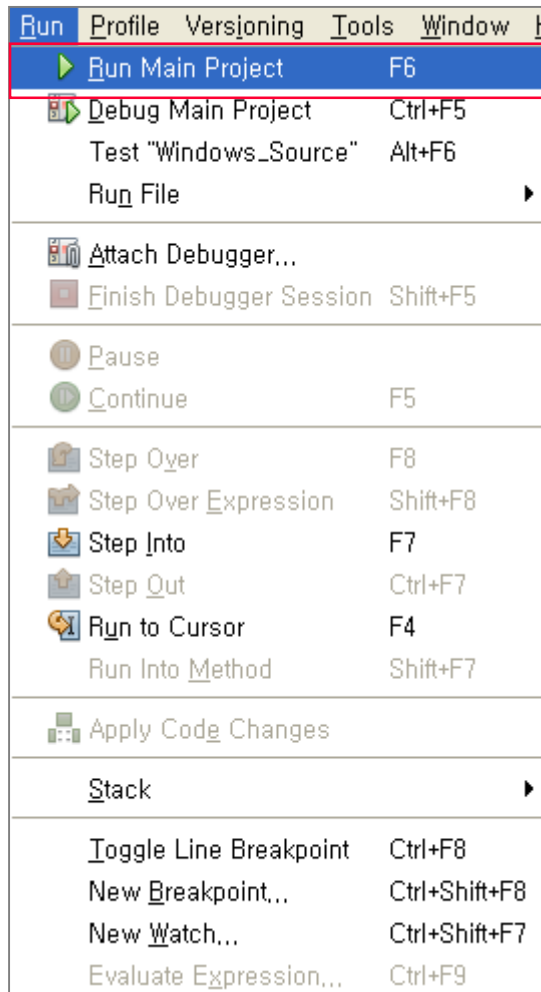 Run Profile Versioning Tools Window
Run Main Project F6
Debug Main Project Ctrl+F5
Test "Windows_Source" Alt+F6
Run File
Attach Debugger...
Finish Debugger Session Shift+F5
Pause
Continue F5
Step Over F8
Step Over Expression Shift+F8
Step Into F7
Step Out Ctrl+F7
Run to Cursor F4
Run Into Method Shift+F7
Apply Code Changes
Stack
Toggle Line Breakpoint Ctrl+F8
New Breakpoint... Ctrl+Shift+F8
New Watch... Ctrl+Shift+F7
Evaluate Expression... Ctrl+F9